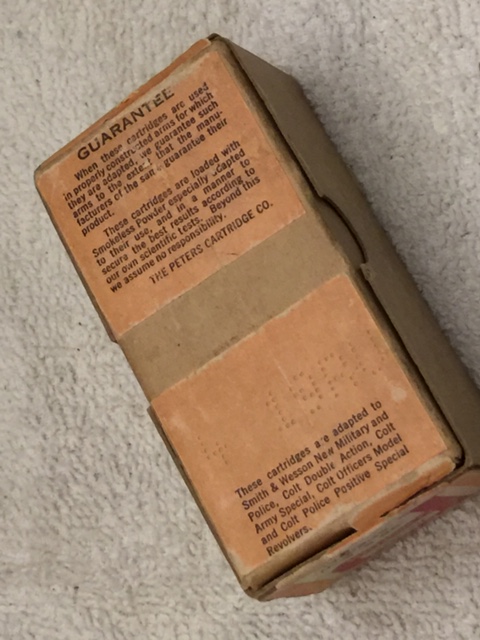 GUARANTEE
When these cartridges are used
in properly constructed arms for which
they are adapted, we guarantee such
arms to the extent that the manu-
facturers of the same guarantee their
product.
These cartridges are loaded with
Smokeless Powder, especially adapted
to their use, in a manner to
secure the best results according to
our own scientific tests. Beyond this
we assume no responsibility.
THE PETERS CARTRIDGE CO.
These cartridges are adapted to
Smith & Wesson New Military and
Police, Colt Double Action, Colt
Army Special, Colt Officers Model
and Colt Police Positive Special
Revolvers.